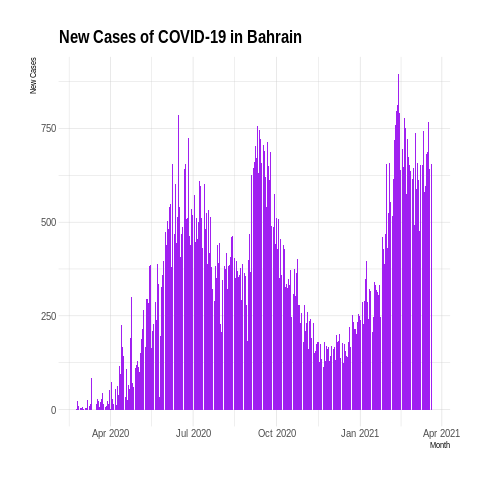 New Cases of COVID-19 in Bahrain
New Cases
750
500
250
0
Apr 2020
Jul 2020
Oct 2020
Jan 2021
Apr 2021
Month